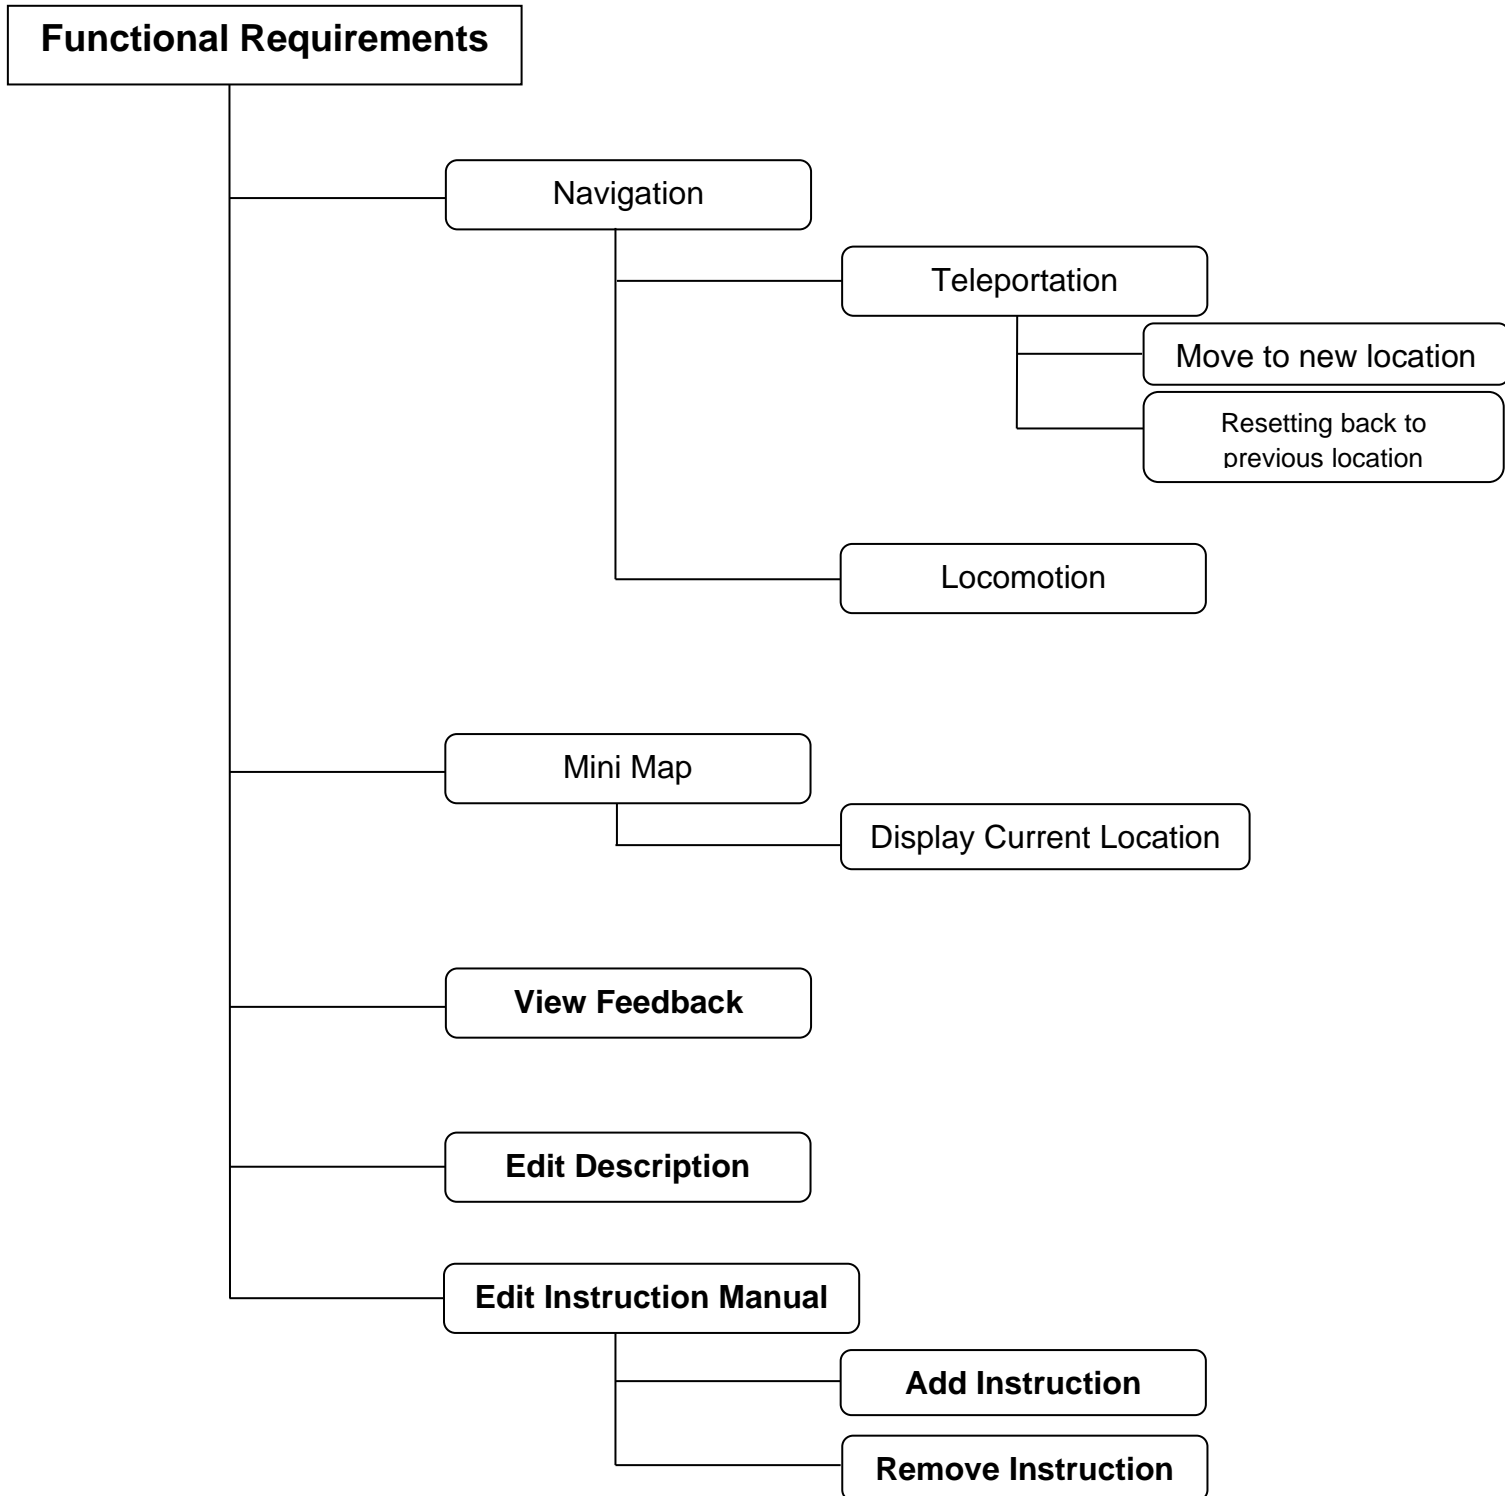 Functional Requirements
Navigation
Teleportation
Move to new location
Resetting back to
previous location
Locomotion
Mini Map
Display Current Location
View Feedback
Edit Description
Edit Instruction Manual
Add Instruction
Remove Instruction